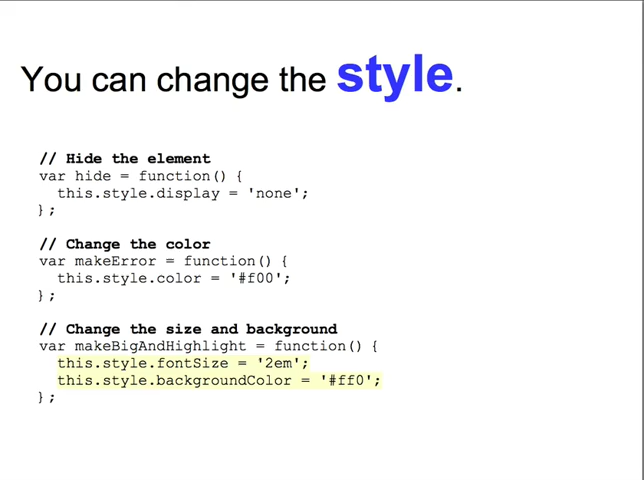 You can change the style.
// Hide the element
var hide = function() {
this.style.display = 'none';
};
// Change the color
var makeError = function() {
this.style.color = '#f00';
};
// Change the size and background
var makeBigAndHighlight = function() {
this.style.fontSize = '2em';
this.style.backgroundColor = '#ff0';
};